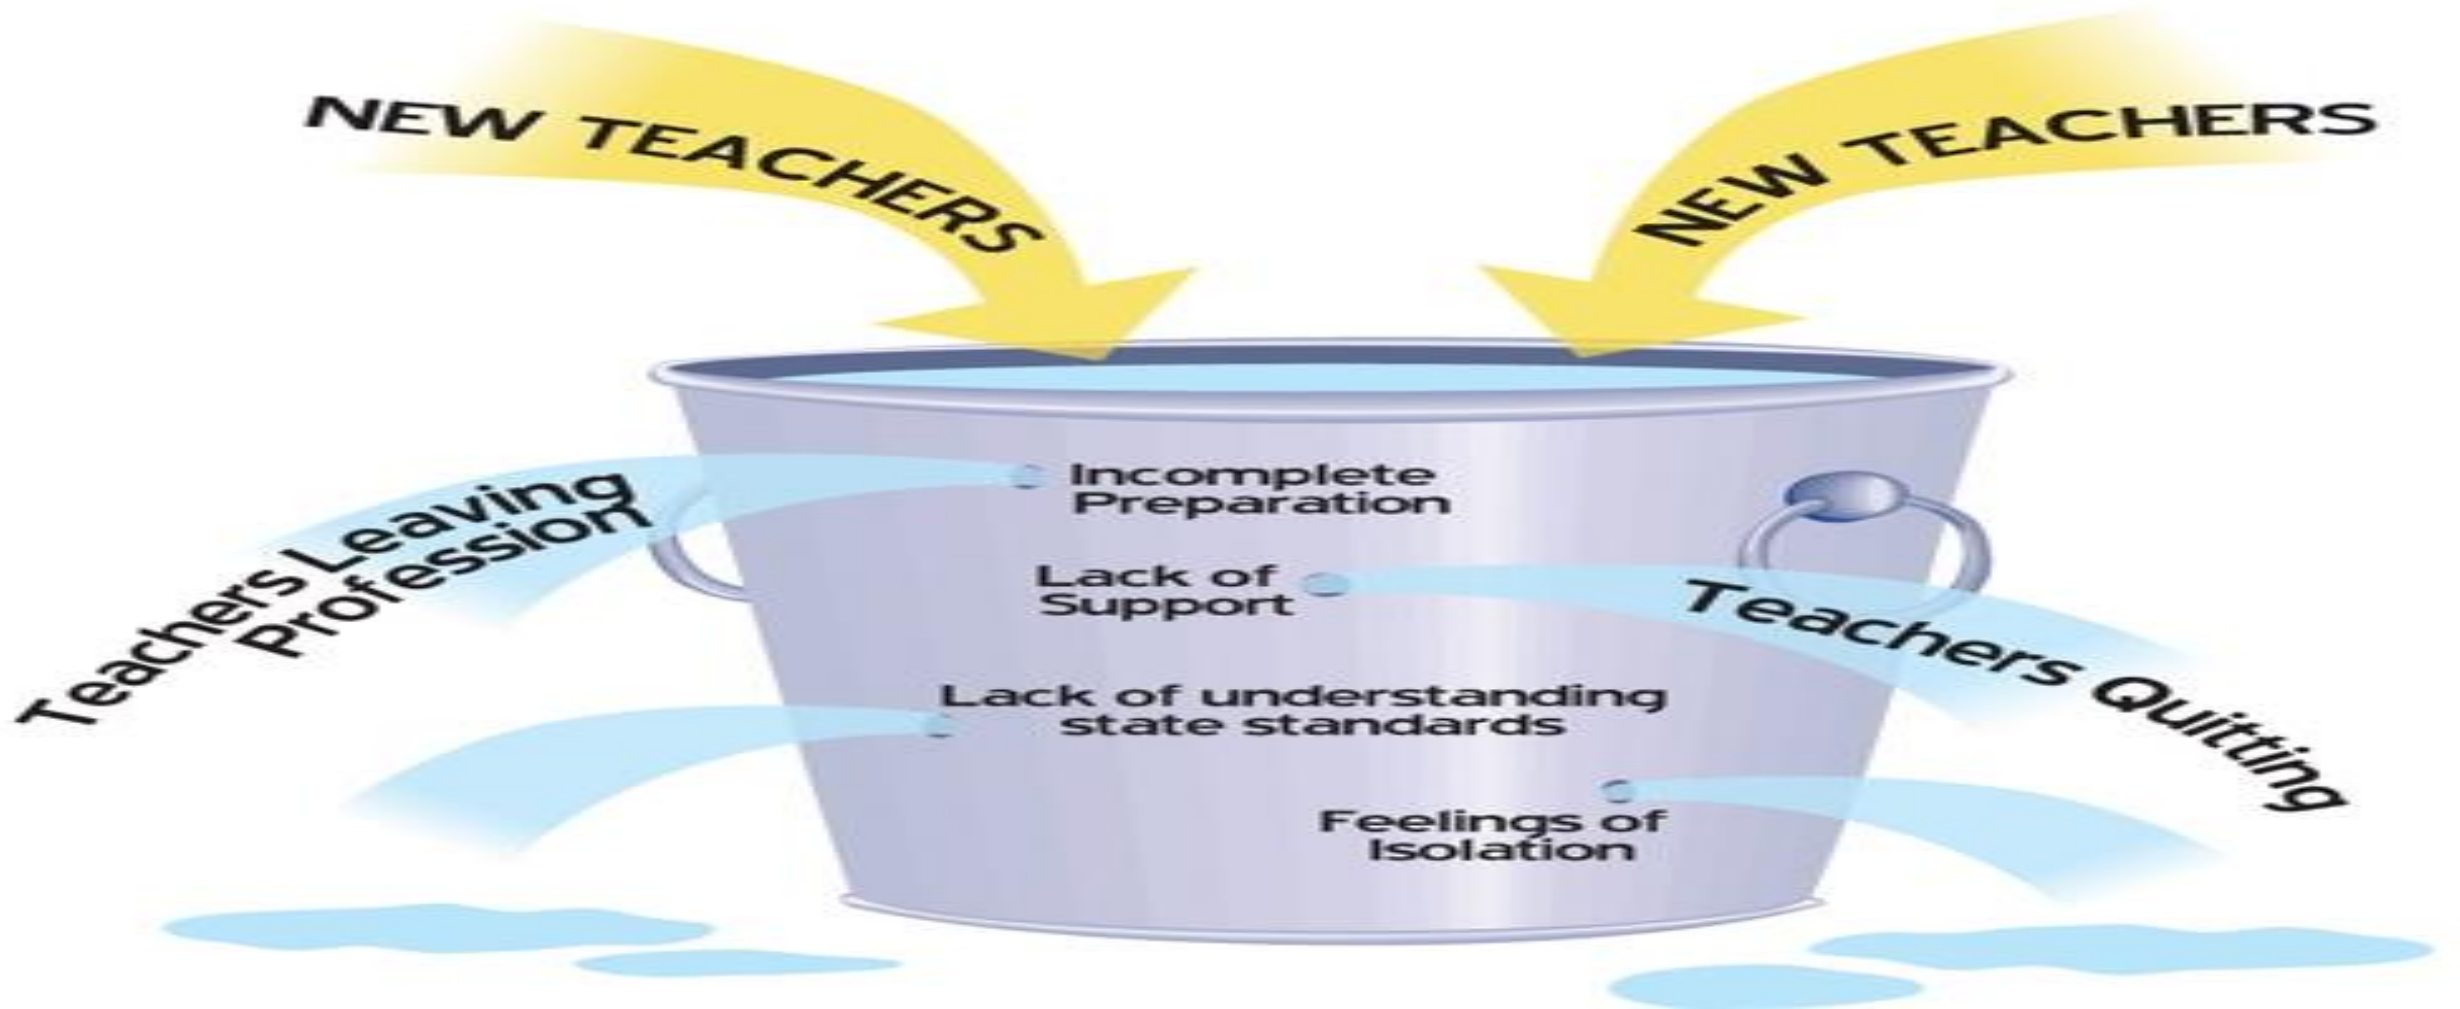 NEW TEACHERS
NEW TEACHERS
Incomplete
Preparation
Teachers Leaving
Profession
Lack of
Support
Teachers Quitting
Lack of understanding
state standards
Feelings of
Isolation